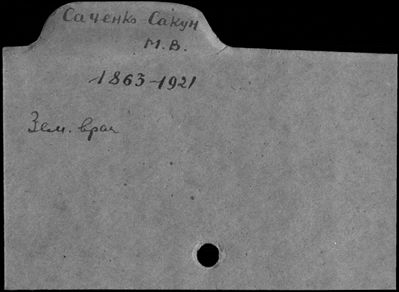 Саченко-Сакун
М.В.
1863-1921
Зем. врач